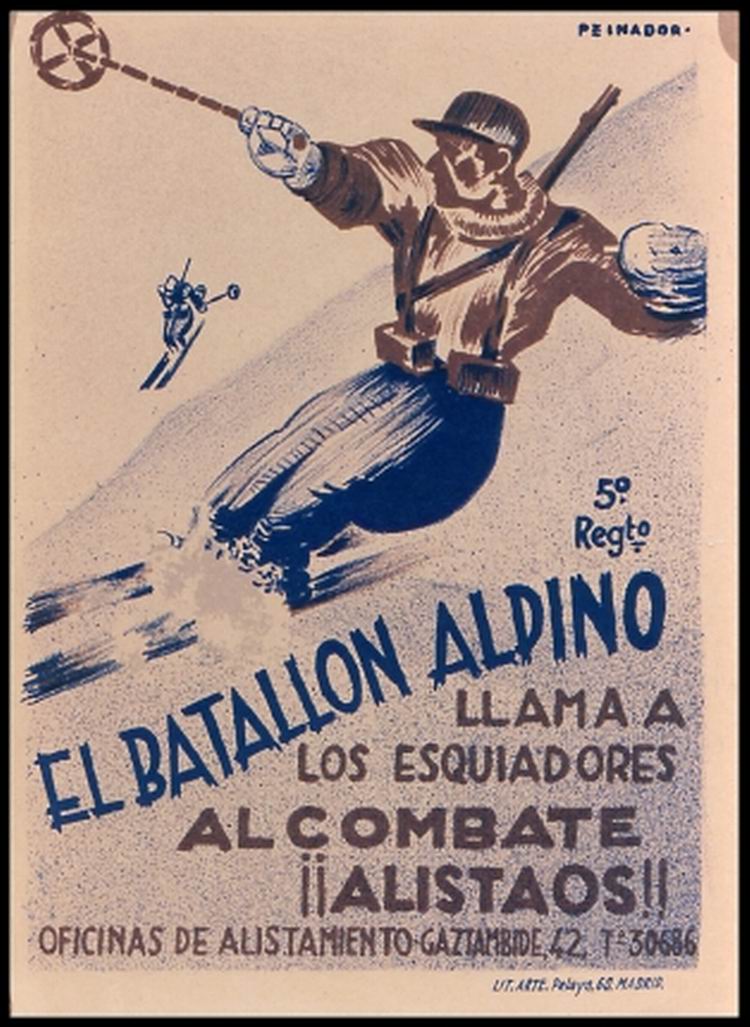 PEINADOR.
5º
Regto
EL BATALLON ALPINO
LLAMA A
LOS ESQUIADORES
AL COMBATE
¡¡ALISTAOS!!
OFICINAS DE ALISTAMIENTO-GAZTAMBIDE, 42, Tº 30686
LIT. ARTE. Pelayo, 60. MADRID.